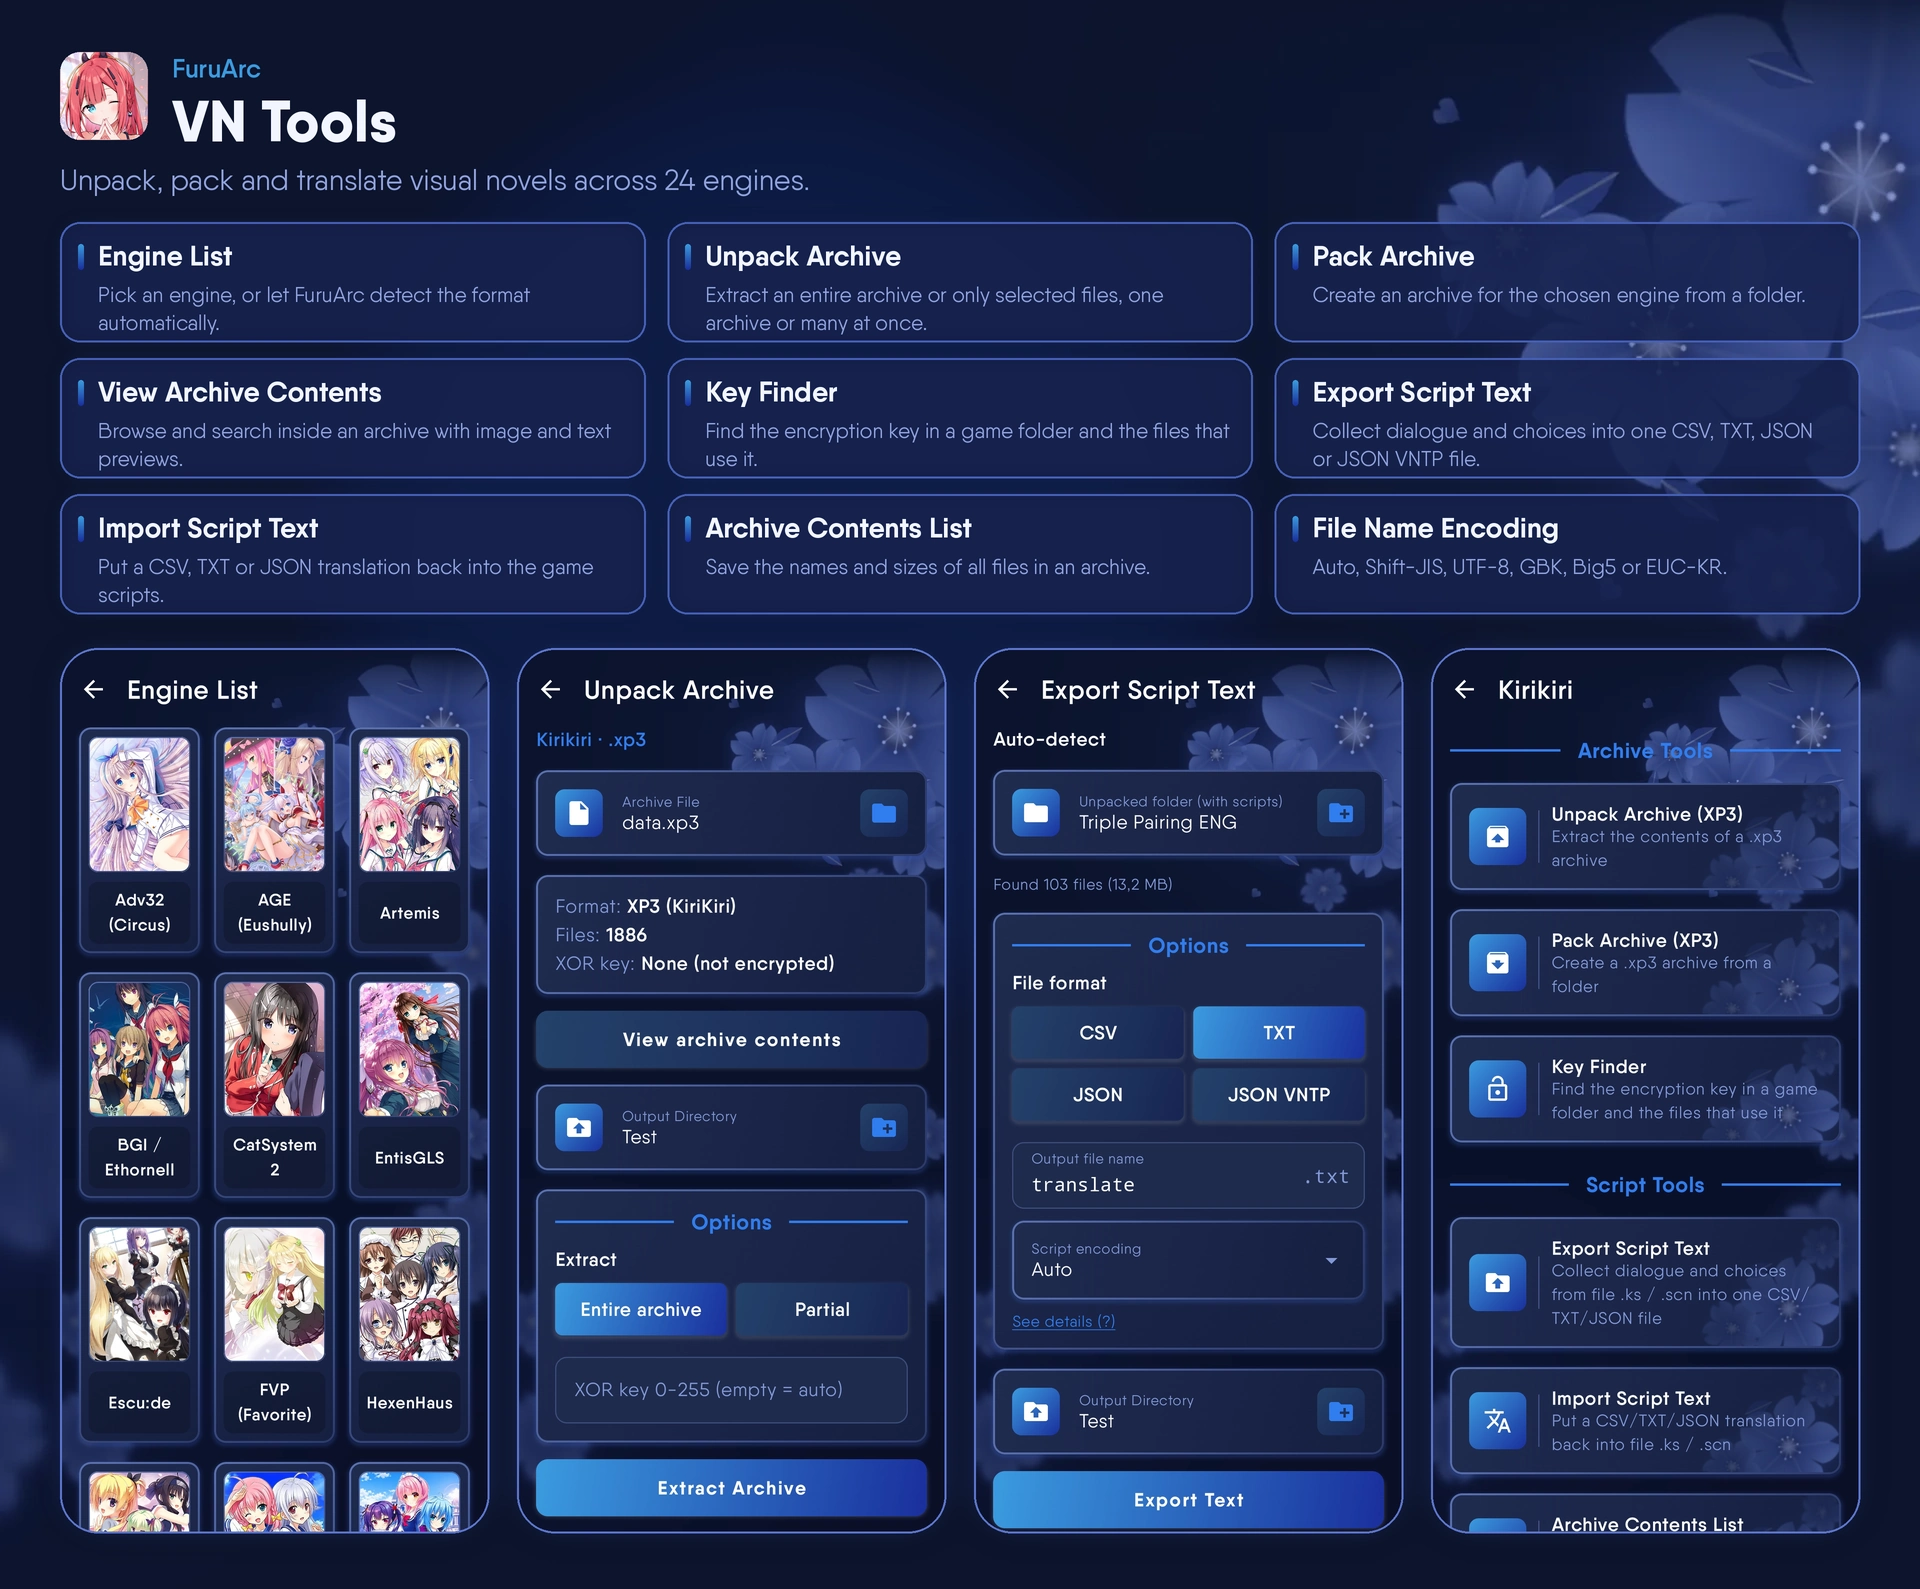 FuruArc
VN Tools
Unpack, pack and translate visual novels across 24 engines.
Engine List
Pick an engine, or let FuruArc detect the format
automatically.
Unpack Archive
Extract an entire archive or only selected files, one
archive or many at once.
Pack Archive
Create an archive for the chosen engine from a folder.
View Archive Contents
Browse and search inside an archive with image and text
previews.
Key Finder
Find the encryption key in a game folder and the files that
use it.
Export Script Text
Collect dialogue and choices into one CSV, TXT, JSON
or JSON VNTP file.
Import Script Text
Put a CSV, TXT or JSON translation back into the game
scripts.
Archive Contents List
Save the names and sizes of all files in an archive.
File Name Encoding
Auto, Shift-JIS, UTF-8, GBK, Big5 or EUC-KR.
Engine List
Adv32
(Circus)
AGE
(Eushully)
Artemis
BGI /
Ethornell
CatSystem
2
EntisGLS
Escu:de
FVP
(Favorite)
HexenHaus
Unpack Archive
Kirikiri · .xp3
Archive File
data.xp3
Format: XP3 (KiriKiri)
Files: 1886
XOR key: None (not encrypted)
View archive contents
Output Directory
Test
Options
Extract
Entire archive
Partial
XOR key 0-255 (empty = auto)
Extract Archive
Export Script Text
Auto-detect
Unpacked folder (with scripts)
Triple Pairing ENG
Found 103 files (13,2 MB)
Options
File format
CSV
TXT
JSON
JSON VNTP
Output file name
translate
.txt
Script encoding
Auto
See details (?)
Output Directory
Test
Export Text
Kirikiri
Archive Tools
Unpack Archive (XP3)
Extract the contents of a .xp3
archive
Pack Archive (XP3)
Create a .xp3 archive from a
folder
Key Finder
Find the encryption key in a game
folder and the files that use it
Script Tools
Export Script Text
Collect dialogue and choices
from file .ks / .scn into one CSV/
TXT/JSON file
Import Script Text
Put a CSV/TXT/JSON translation
back into file .ks / .scn
Archive Contents List